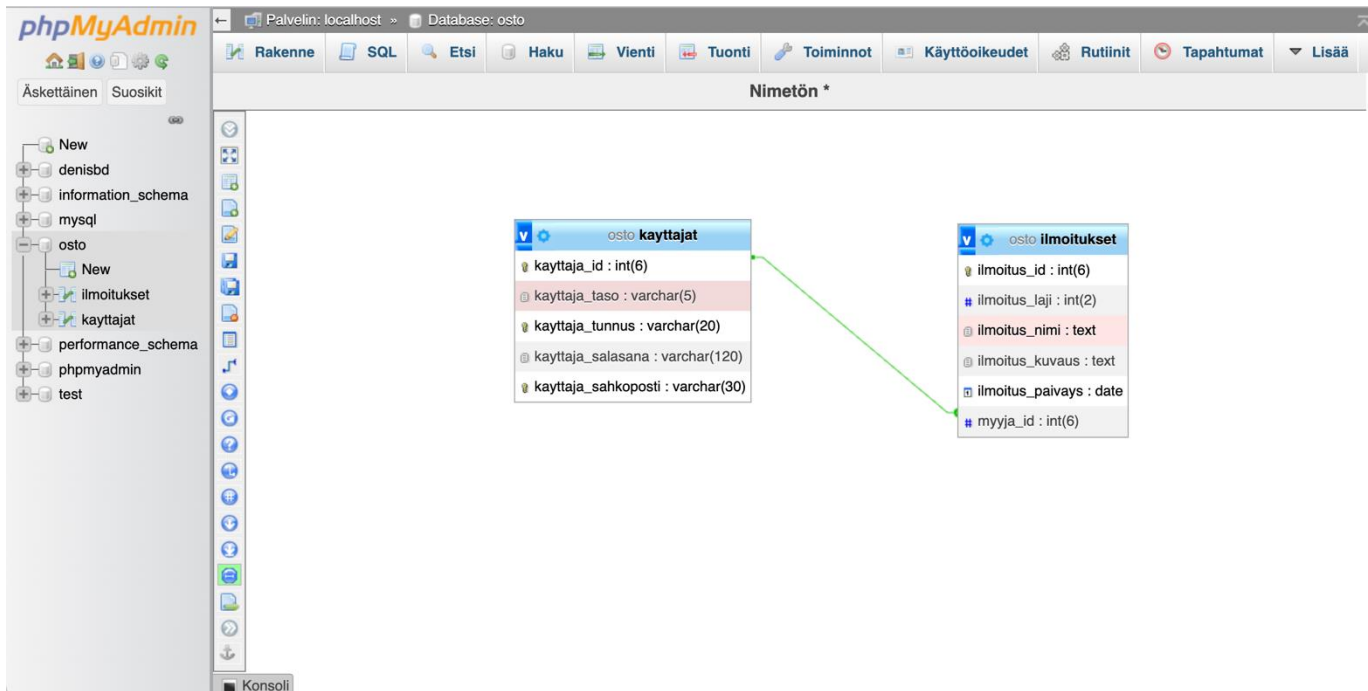 phpMyAdmin
Äskettäinen Suosikit
New
denisbd
information_schema
mysql
osto
New
ilmoitukset
kayttajat
performance_schema
phpmyadmin
test
Palvelin: localhost » Database: osto
Rakenne SQL Etsi Haku Vienti Tuonti Toiminnot Käyttöoikeudet Rutiinit Tapahtumat Lisää
Nimetön *
v osto kayttajat
kayttaja_id : int(6)
kayttaja_taso : varchar(5)
kayttaja_tunnus : varchar(20)
kayttaja_salasana : varchar(120)
kayttaja_sahkoposti : varchar(30)
v osto ilmoitukset
ilmoitus_id : int(6)
# ilmoitus_laji : int(2)
ilmoitus_nimi : text
ilmoitus_kuvaus : text
ilmoitus_paivays : date
# myyja_id : int(6)
Konsoli